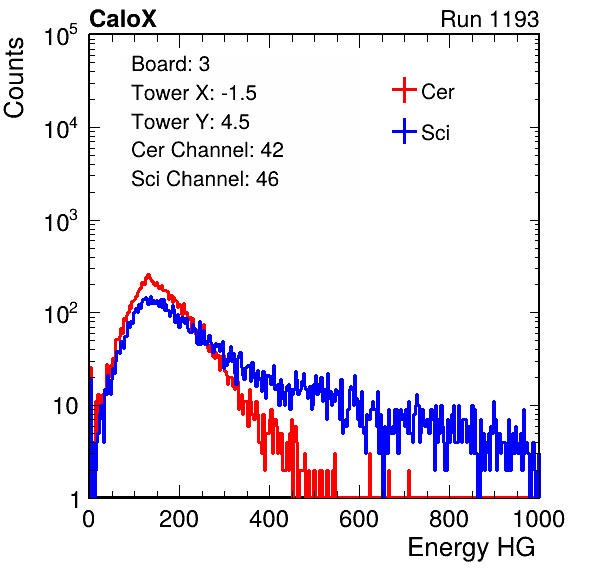 CaloX Run 1193
Counts
10^5
10^4
10^3
10^2
10
1
Board: 3
Tower X: -1.5
Tower Y: 4.5
Cer Channel: 42
Sci Channel: 46
Cer
Sci
0 200 400 600 800 1000
Energy HG